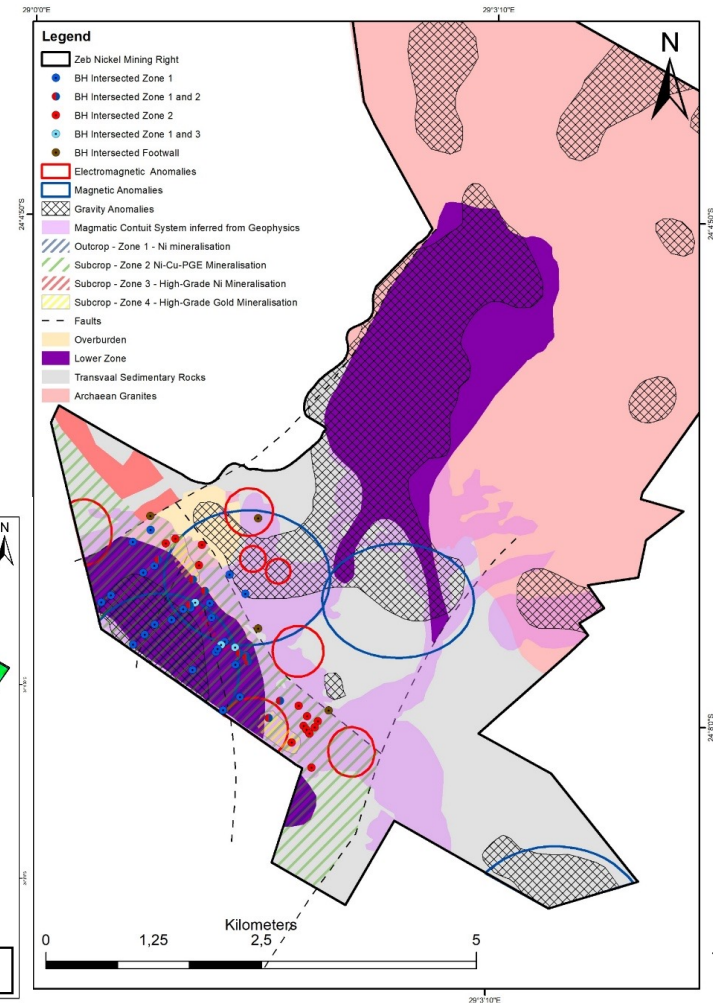 29°0'0"E
29°3'10"E
Legend
Zeb Nickel Mining Right
BH Intersected Zone 1
BH Intersected Zone 1 and 2
BH Intersected Zone 2
BH Intersected Zone 1 and 3
BH Intersected Footwall
Electromagnetic Anomalies
Magnetic Anomalies
Gravity Anomalies
Magmatic Contuit System inferred from Geophysics
Outcrop - Zone 1 - Ni mineralisation
Subcrop - Zone 2 Ni-Cu-PGE Mineralisation
Subcrop - Zone 3 - High-Grade Ni Mineralisation
Subcrop - Zone 4 - High-Grade Gold Mineralisation
Faults
Overburden
Lower Zone
Transvaal Sedimentary Rocks
Archaean Granites
N
24°4'50"S
24°4'50"S
N
24°8'0"S
Kilometers
0
1,25
2,5
5
29°3'10"E